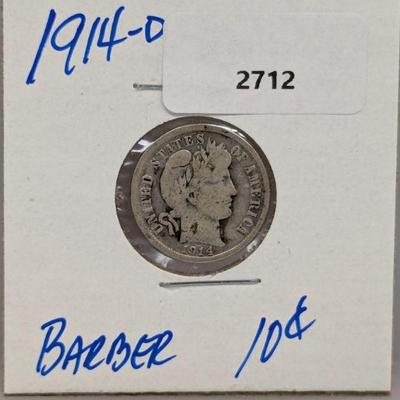 1914-O
2712
UNITED STATES OF AMERICA
1914
BARBER 10¢